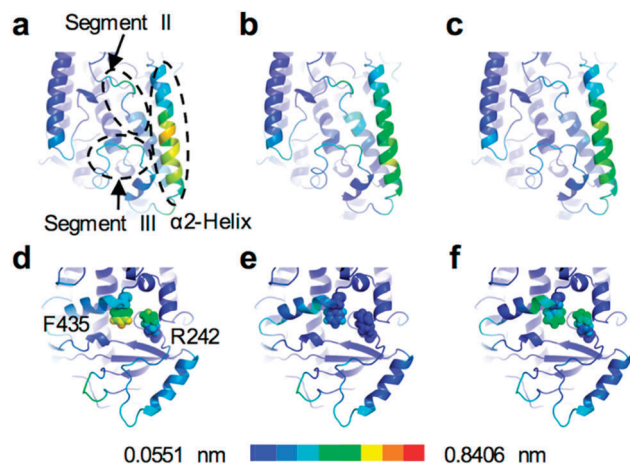 Segment II
a
b
c
Segment III
α2-Helix
d
e
f
F435
R242
0.0551 nm
0.8406 nm